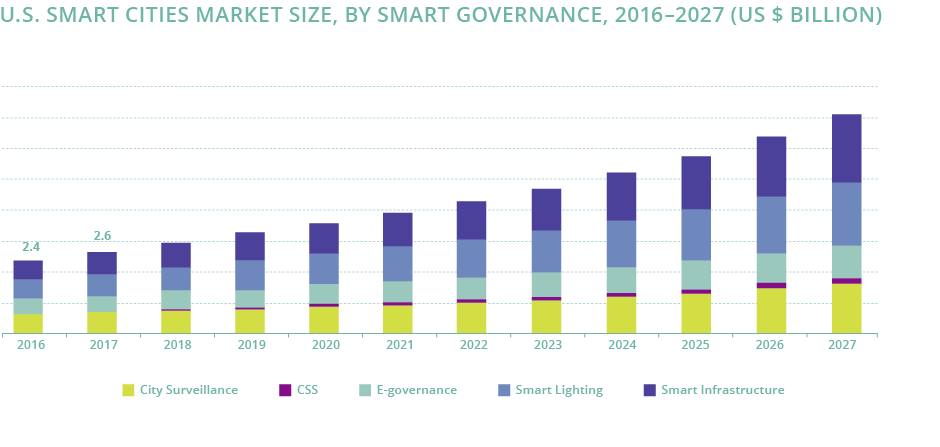 U.S. SMART CITIES MARKET SIZE, BY SMART GOVERNANCE, 2016–2027 (US $ BILLION)
2.4
2.6
2016 2017 2018 2019 2020 2021 2022 2023 2024 2025 2026 2027
City Surveillance CSS E-governance Smart Lighting Smart Infrastructure